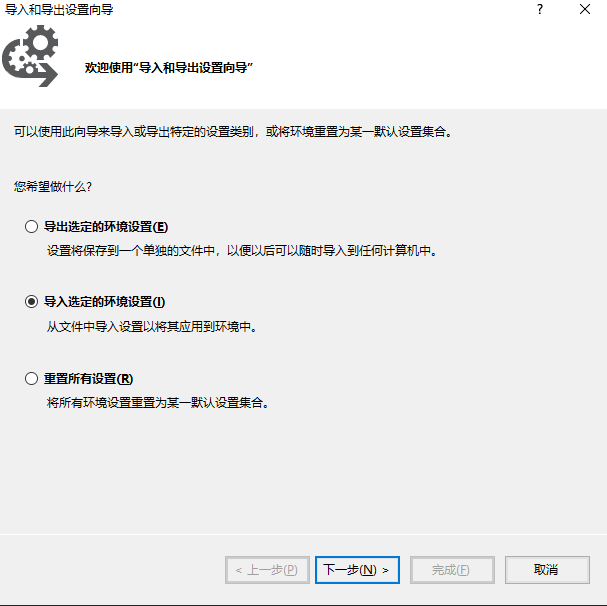 导入和导出设置向导
?
欢迎使用“导入和导出设置向导”
可以使用此向导来导入或导出特定的设置类别，或将环境重置为某一默认设置集合。
您希望做什么?
导出选定的环境设置(E)
设置将保存到一个单独的文件中，以便以后可以随时导入到任何计算机中。
导入选定的环境设置(I)
从文件中导入设置以将其应用到环境中。
重置所有设置(R)
将所有环境设置重置为某一默认设置集合。
< 上一步(P) 下一步(N) > 完成(F) 取消